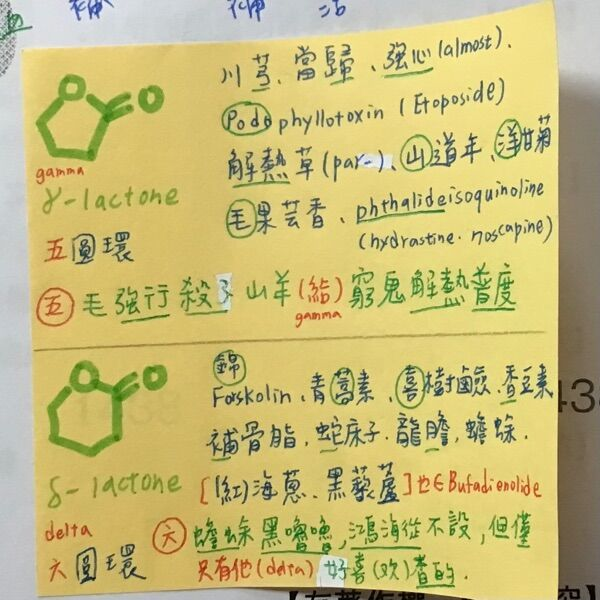 川芎、當歸、強心(almost).
Podophyllotoxin (Etoposide)
解熱草(par-)、山道年、洋甘菊
毛果芸香、phthalideisoquinoline
(hydrastine. noscapine)
O
O
gamma
γ-lactone
五圓環
五 毛強行殺了山羊(給)窮鬼解熱普度
gamma
錦
Forskolin、青蒿素、喜樹鹼、香豆素
補骨脂、蛇床子、龍膽、蟾蜍.
[(紅)海蔥、黑藜蘆]也∈Bufadienolide
O
O
δ-lactone
delta
六圓環
六 蟾蜍黑嚕嚕,鴻海從不設,但僅
只有他(delta)好喜(欢)香的.